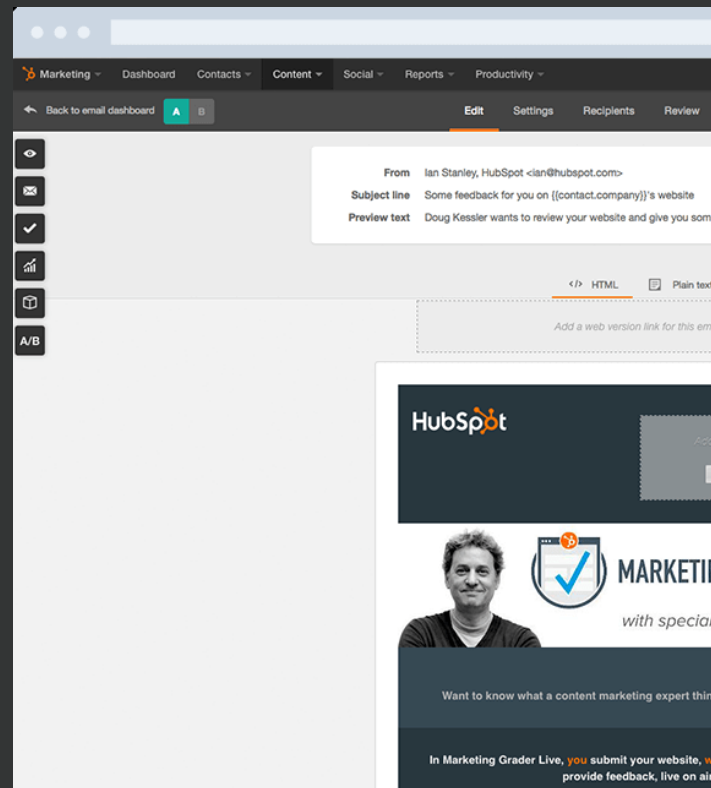 Marketing Dashboard Contacts Content Social Reports Productivity
Back to email dashboard A B Edit Settings Recipients Review
From Ian Stanley, HubSpot <ian@hubspot.com>
Subject line Some feedback for you on {{contact.company}}'s website
Preview text Doug Kessler wants to review your website and give you som
</> HTML Plain text
A/B
Add a web version link for this em
HubSpot
Add
MARKETI
with special
Want to know what a content marketing expert thin
In Marketing Grader Live, you submit your website, w
provide feedback, live on air